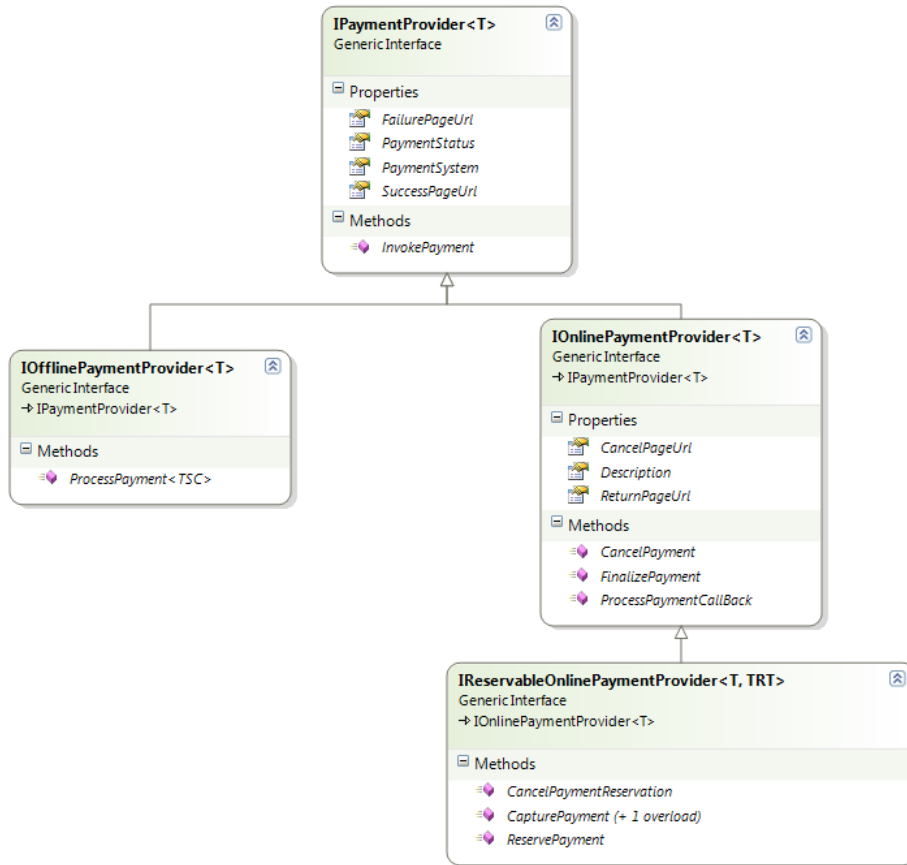 IPaymentProvider<T>
Generic Interface
Properties
FailurePageUrl
PaymentStatus
PaymentSystem
SuccessPageUrl
Methods
InvokePayment
IOfflinePaymentProvider<T>
Generic Interface
IPaymentProvider<T>
Methods
ProcessPayment<TSC>
IOnlinePaymentProvider<T>
Generic Interface
IPaymentProvider<T>
Properties
CancelPageUrl
Description
ReturnPageUrl
Methods
CancelPayment
FinalizePayment
ProcessPaymentCallBack
IReservableOnlinePaymentProvider<T, TRT>
Generic Interface
IOnlinePaymentProvider<T>
Methods
CancelPaymentReservation
CapturePayment (+ 1 overload)
ReservePayment